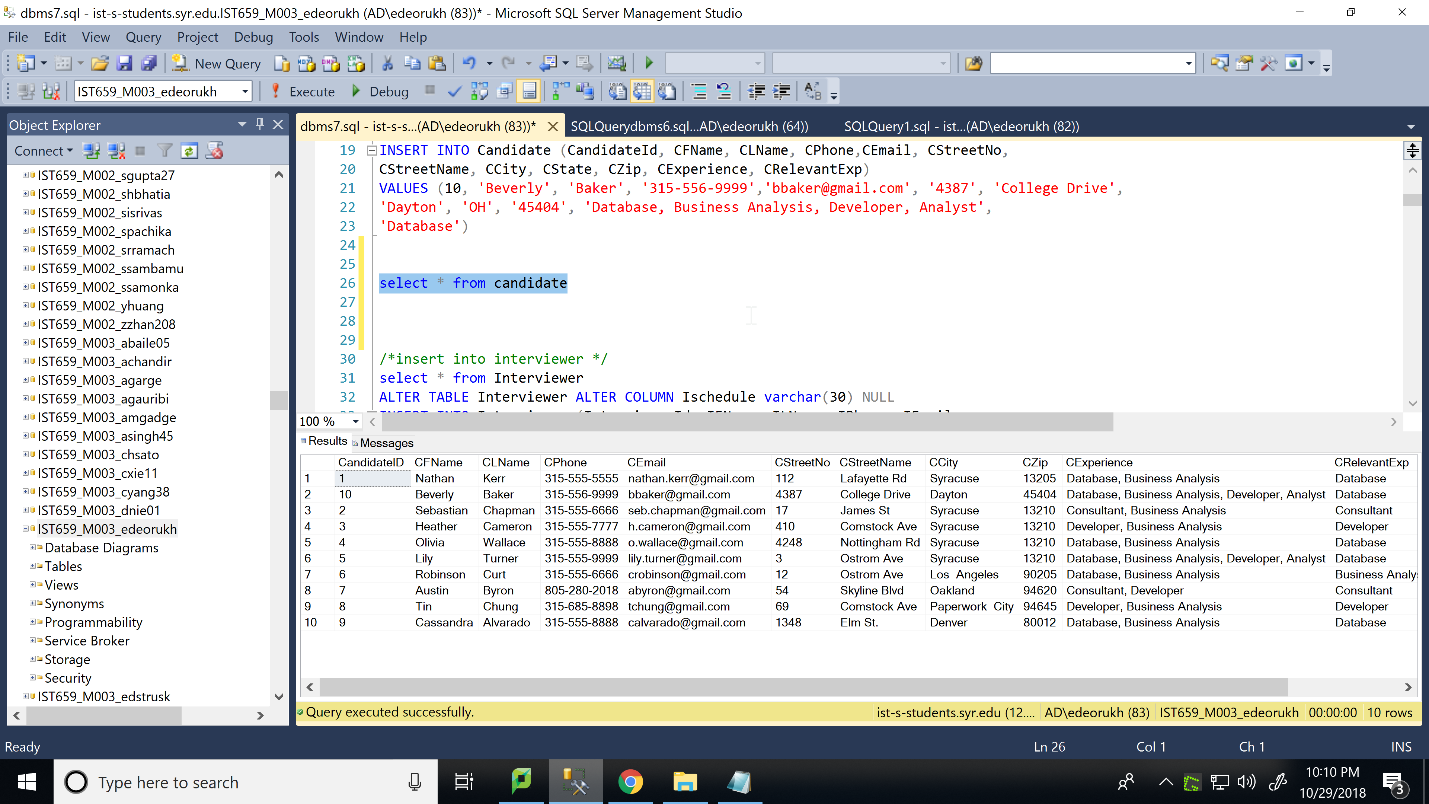 dbms7.sql - ist-s-students.syr.edu.IST659_M003_edeorukh (AD\edeorukh (83))* - Microsoft SQL Server Management Studio
File Edit View Query Project Debug Tools Window Help
New Query
IST659_M003_edeorukh Execute Debug
Object Explorer
Connect
IST659_M002_sgupta27
IST659_M002_shbhatia
IST659_M002_sisrivas
IST659_M002_spachika
IST659_M002_srramach
IST659_M002_ssambamu
IST659_M002_ssamonka
IST659_M002_yhuang
IST659_M002_zzhan208
IST659_M003_abaile05
IST659_M003_achandir
IST659_M003_agarge
IST659_M003_agauribi
IST659_M003_amgadge
IST659_M003_asingh45
IST659_M003_chsato
IST659_M003_cxie11
IST659_M003_cyang38
IST659_M003_dnie01
IST659_M003_edeorukh
Database Diagrams
Tables
Views
Synonyms
Programmability
Service Broker
Storage
Security
IST659_M003_edstrusk
dbms7.sql - ist-s-s...(AD\edeorukh (83))* SQLQuerydbms6.sql...AD\edeorukh (64)) SQLQuery1.sql - ist...(AD\edeorukh (82))
19 INSERT INTO Candidate (CandidateId, CFName, CLName, CPhone,CEmail, CStreetNo,
20 CStreetName, CCity, CState, CZip, CExperience, CRelevantExp)
21 VALUES (10, 'Beverly', 'Baker', '315-556-9999','bbaker@gmail.com', '4387', 'College Drive',
22 'Dayton', 'OH', '45404', 'Database, Business Analysis, Developer, Analyst',
23 'Database')
24
25
26 select * from candidate
27
28
29
30 /*insert into interviewer */
31 select * from Interviewer
32 ALTER TABLE Interviewer ALTER COLUMN Ischedule varchar(30) NULL
100 %
Results Messages
CandidateID CFName CLName CPhone CEmail CStreetNo CStreetName CCity CZip CExperience CRelevantExp
1 1 Nathan Kerr 315-555-5555 nathan.kerr@gmail.com 112 Lafayette Rd Syracuse 13205 Database, Business Analysis Database
2 10 Beverly Baker 315-556-9999 bbaker@gmail.com 4387 College Drive Dayton 45404 Database, Business Analysis, Developer, Analyst Database
3 2 Sebastian Chapman 315-555-6666 seb.chapman@gmail.com 17 James St Syracuse 13210 Consultant, Business Analysis Consultant
4 3 Heather Cameron 315-555-7777 h.cameron@gmail.com 410 Comstock Ave Syracuse 13210 Developer, Business Analysis Developer
5 4 Olivia Wallace 315-555-8888 o.wallace@gmail.com 4248 Nottingham Rd Syracuse 13210 Database, Business Analysis Database
6 5 Lily Turner 315-555-9999 lily.turner@gmail.com 3 Ostrom Ave Syracuse 13210 Database, Business Analysis, Developer, Analyst Database
7 6 Robinson Curt 315-555-6666 crobinson@gmail.com 12 Ostrom Ave Los Angeles 90205 Database, Business Analysis Business Analy
8 7 Austin Byron 805-280-2018 abyron@gmail.com 54 Skyline Blvd Oakland 94620 Consultant, Developer Consultant
9 8 Tin Chung 315-685-8898 tchung@gmail.com 69 Comstock Ave Paperwork City 94645 Developer, Business Analysis Developer
10 9 Cassandra Alvarado 315-555-8888 calvarado@gmail.com 1348 Elm St. Denver 80012 Database, Business Analysis Database
Query executed successfully. ist-s-students.syr.edu (12.... AD\edeorukh (83) IST659_M003_edeorukh 00:00:00 10 rows
Ready Ln 26 Col 1 Ch 1 INS
Type here to search
10:10 PM
10/29/2018
3